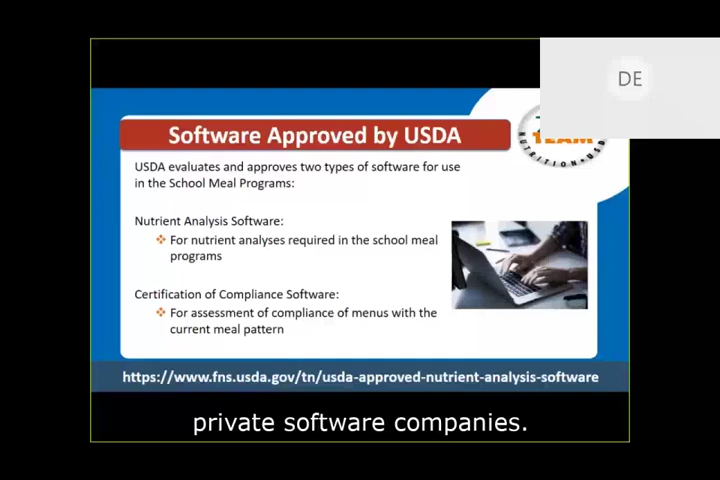 DE
Software Approved by USDA
TEAM
NUTRITION • USD
USDA evaluates and approves two types of software for use
in the School Meal Programs:
Nutrient Analysis Software:
❖ For nutrient analyses required in the school meal
programs
Certification of Compliance Software:
❖ For assessment of compliance of menus with the
current meal pattern
https://www.fns.usda.gov/tn/usda-approved-nutrient-analysis-software
private software companies.